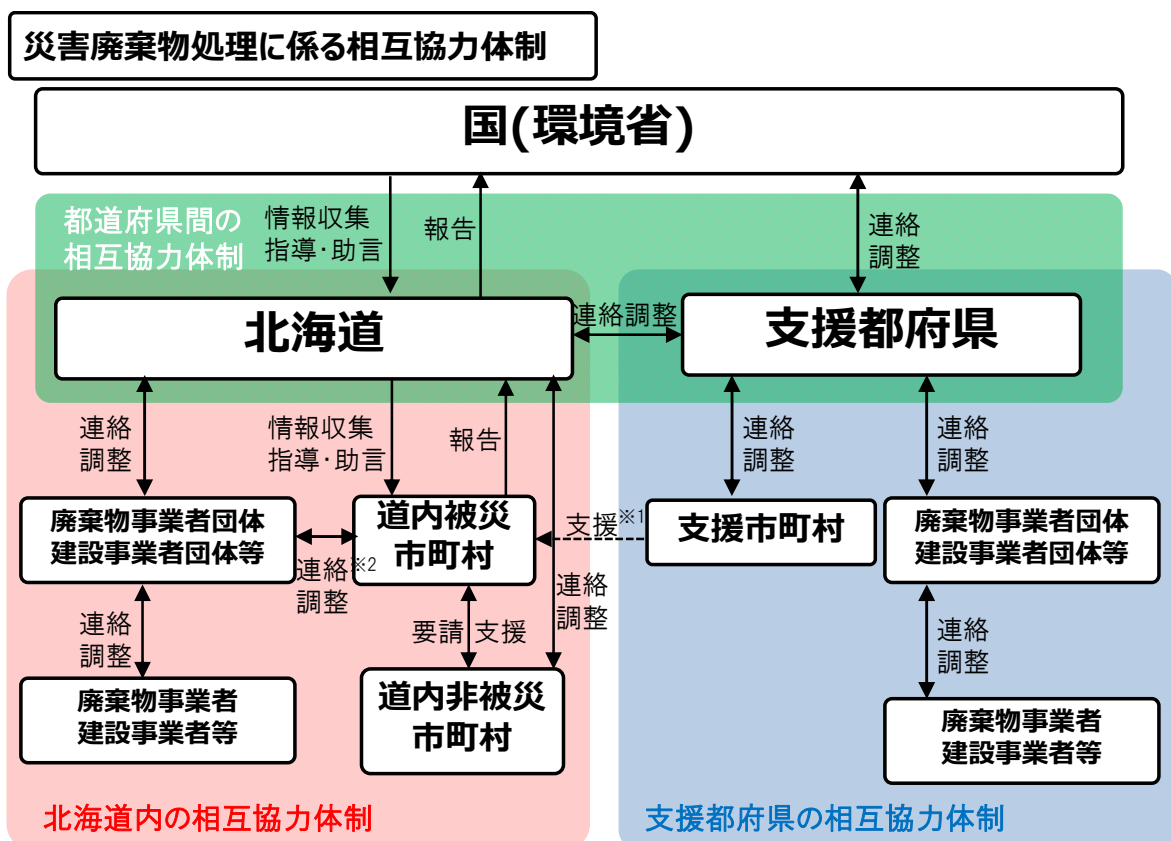 災害廃棄物処理に係る相互協力体制
国(環境省)
都道府県間の
相互協力体制
情報収集
指導・助言
報告
連絡
調整
北海道
連絡調整
支援都府県
連絡
調整
情報収集
指導・助言
報告
連絡
調整
連絡
調整
廃棄物事業者団体
建設事業者団体等
連絡※2
調整
道内被災
市町村
支援※1
支援市町村
廃棄物事業者団体
建設事業者団体等
連絡
調整
要請
支援
連絡
調整
連絡
調整
廃棄物事業者
建設事業者等
道内非被災
市町村
廃棄物事業者
建設事業者等
北海道内の相互協力体制
支援都府県の相互協力体制